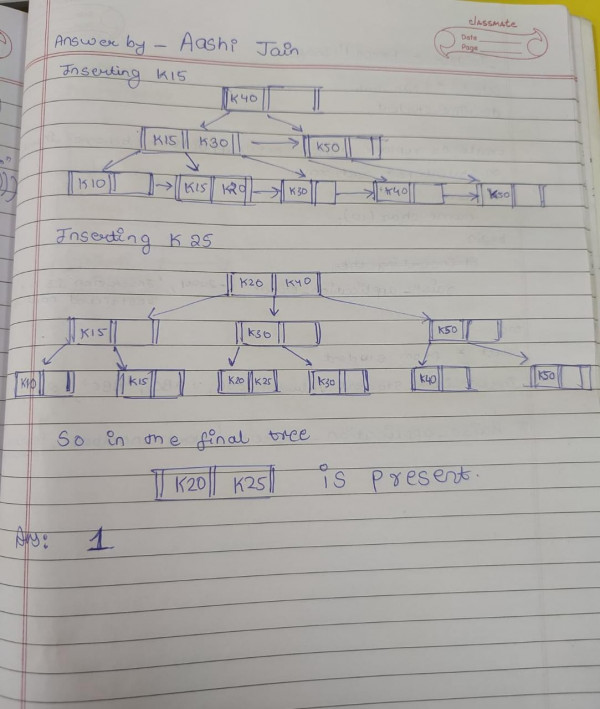 classmate
Date
Page
Answer by - Aashi Jain
Inserting K15
K40
K15 K30 K50
K10 K15 K20 K30 K40 K50
Inserting K 25
K20 K40
K15 K30 K50
K10 K15 K20 K25 K30 K40 K50
So in the final tree
K20 K25 is present.
Ans: 1